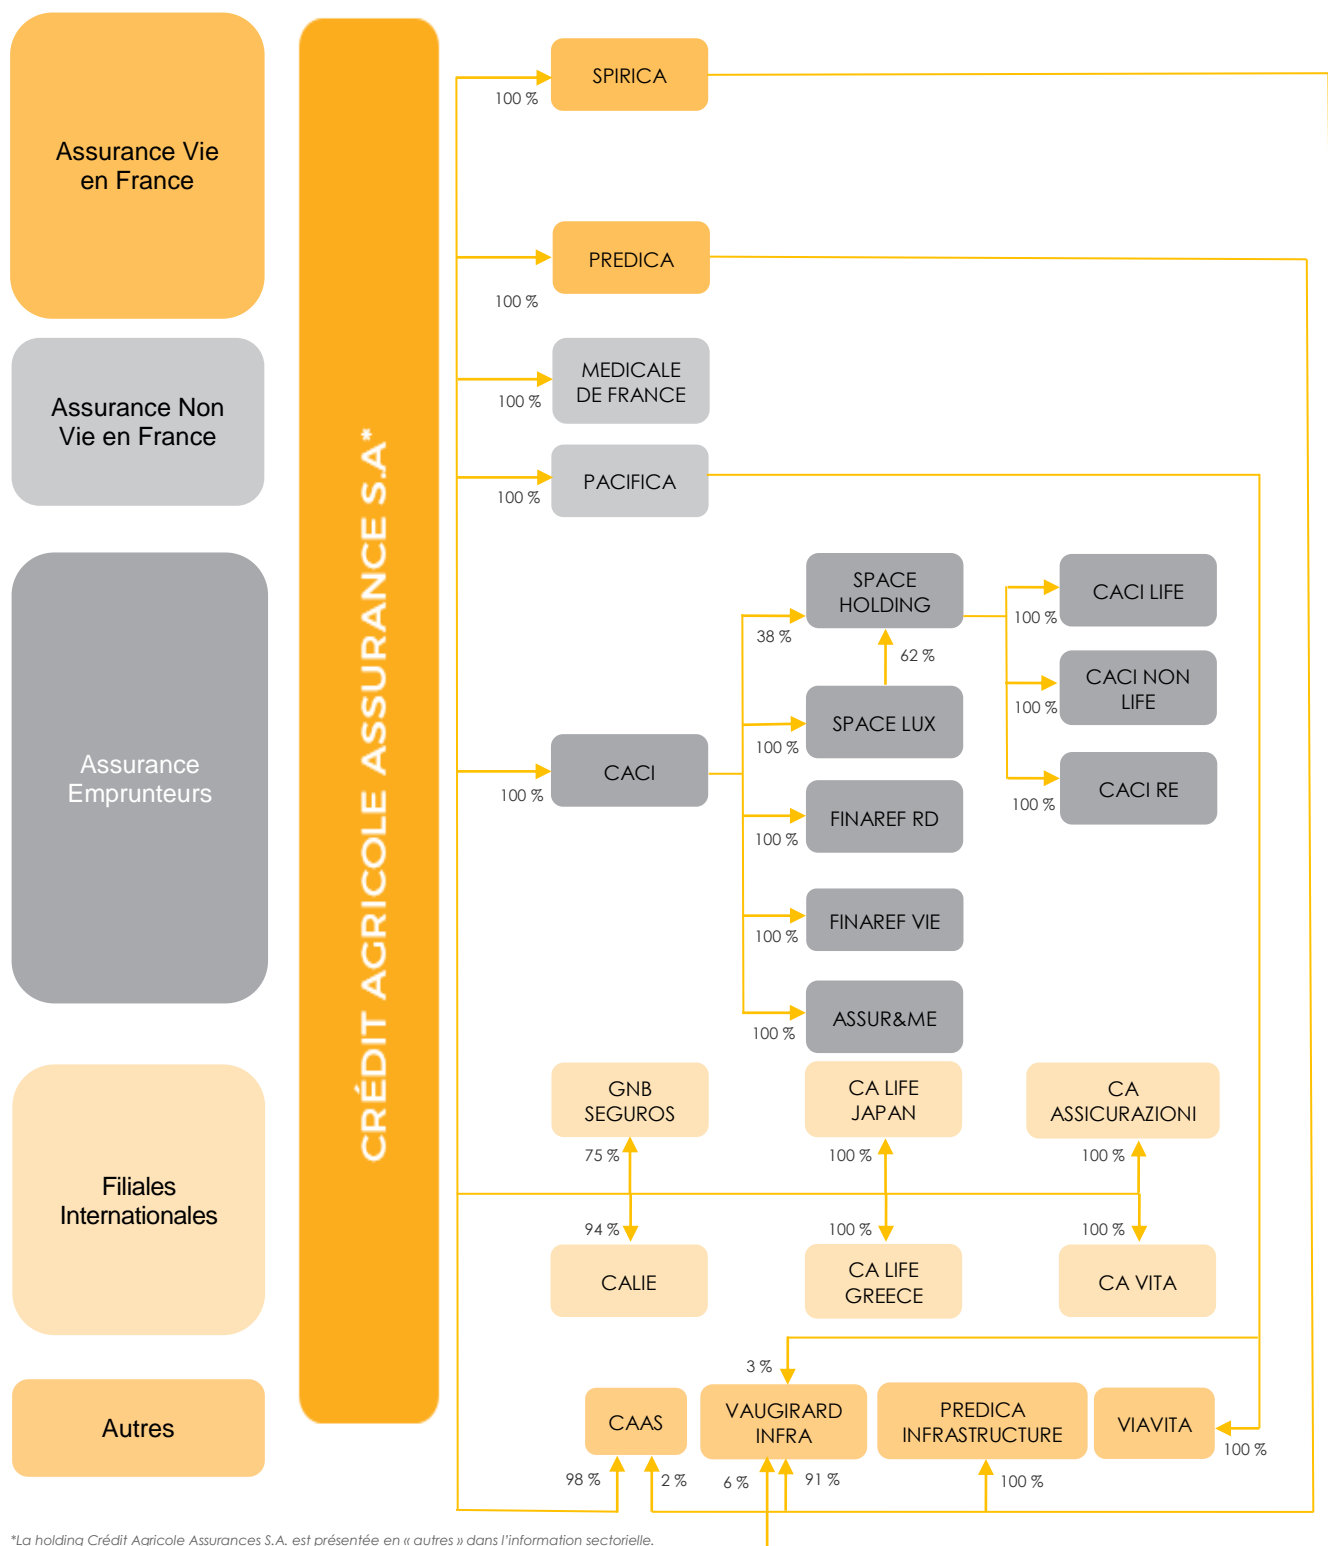 Assurance Vie
en France
Assurance Non
Vie en France
Assurance
Emprunteurs
Filiales
Internationales
Autres
CRÉDIT AGRICOLE ASSURANCE S.A*
SPIRICA
100 %
PREDICA
100 %
MEDICALE
DE FRANCE
100 %
PACIFICA
100 %
CACI
100 %
SPACE
HOLDING
38 %
62 %
SPACE LUX
100 %
FINAREF RD
100 %
FINAREF VIE
100 %
ASSUR&ME
100 %
CACI LIFE
100 %
CACI NON
LIFE
100 %
CACI RE
100 %
GNB
SEGUROS
75 %
CA LIFE
JAPAN
100 %
CA
ASSICURAZIONI
100 %
94 %
CALIE
100 %
CA LIFE
GREECE
100 %
CA VITA
3 %
CAAS
VAUGIRARD
INFRA
PREDICA
INFRASTRUCTURE
VIAVITA
100 %
98 %
2 %
6 %
91 %
100 %
*La holding Crédit Agricole Assurances S.A. est présentée en « autres » dans l'information sectorielle.